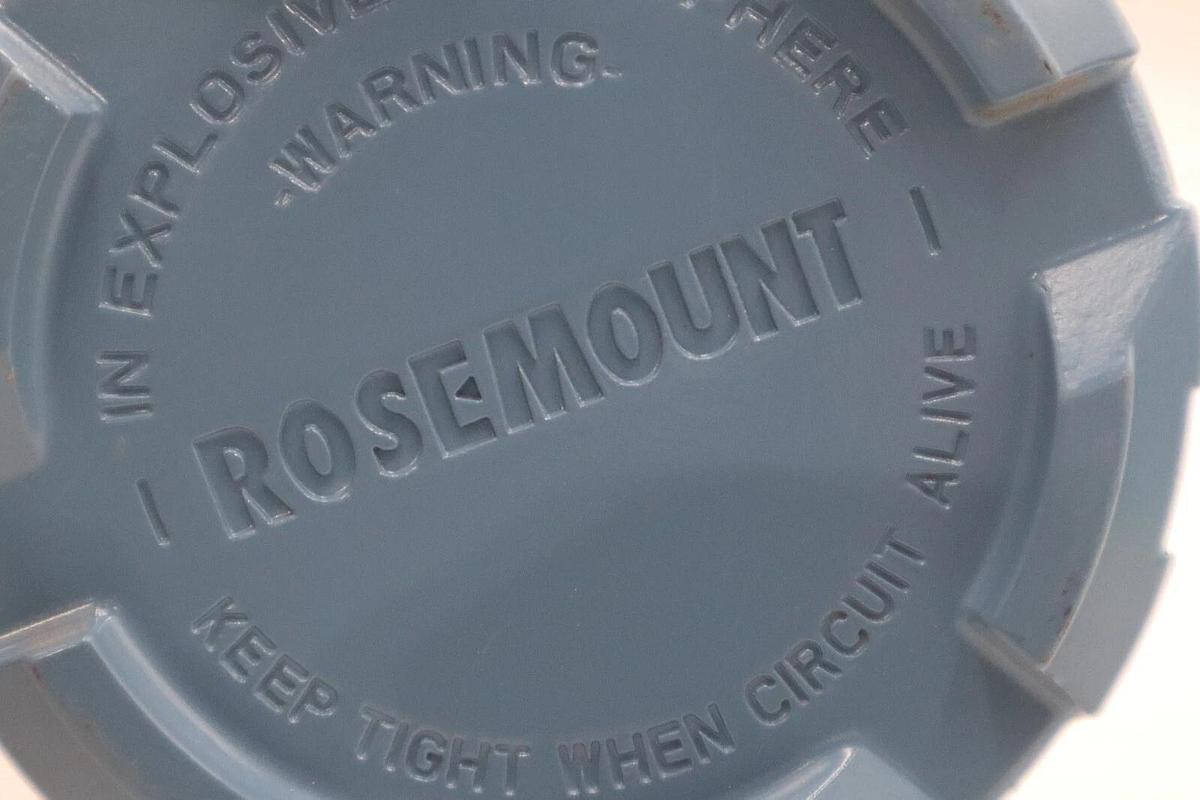 -WARNING-
IN EXPLOSIVE
ROSEMOUNT
KEEP TIGHT WHEN CIRCUIT ALIVE